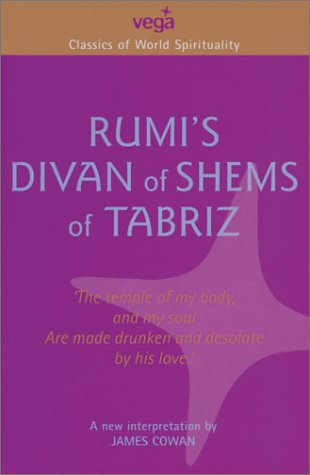 vega
Classics of World Spirituality
RUMI'S
DIVAN of SHEMS
of TABRIZ
'The temple of my body,
and my soul
Are made drunken and desolate
by his love.'
A new interpretation by
JAMES COWAN